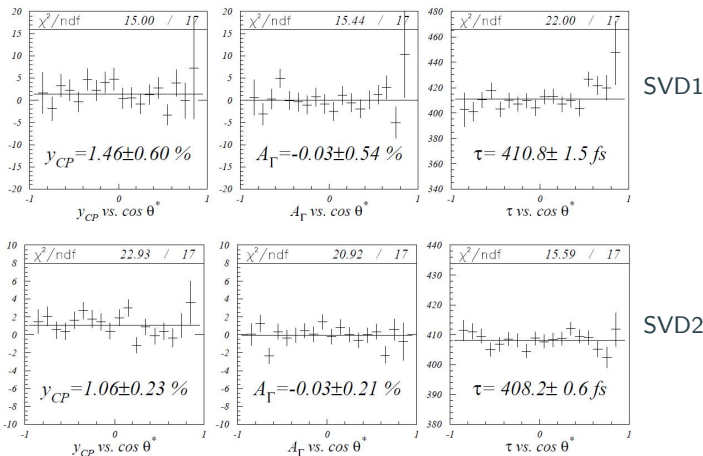 χ²/ndf 15.00 / 17
20
15
10
5
0
-5
-10
-15
-20
y_CP=1.46±0.60 %
-1 0 1
y_CP vs. cos θ*
χ²/ndf 15.44 / 17
20
15
10
5
0
-5
-10
-15
-20
A_Γ=-0.03±0.54 %
-1 0 1
A_Γ vs. cos θ*
χ²/ndf 22.00 / 17
480
460
440
420
400
380
360
340
τ= 410.8± 1.5 fs
-1 0 1
τ vs. cos θ*
SVD1
χ²/ndf 22.93 / 17
10
8
6
4
2
0
-2
-4
-6
-8
-10
y_CP=1.06±0.23 %
-1 0 1
y_CP vs. cos θ*
χ²/ndf 20.92 / 17
10
8
6
4
2
0
-2
-4
-6
-8
-10
A_Γ=-0.03±0.21 %
-1 0 1
A_Γ vs. cos θ*
χ²/ndf 15.59 / 17
440
430
420
410
400
390
380
τ= 408.2± 0.6 fs
-1 0 1
τ vs. cos θ*
SVD2